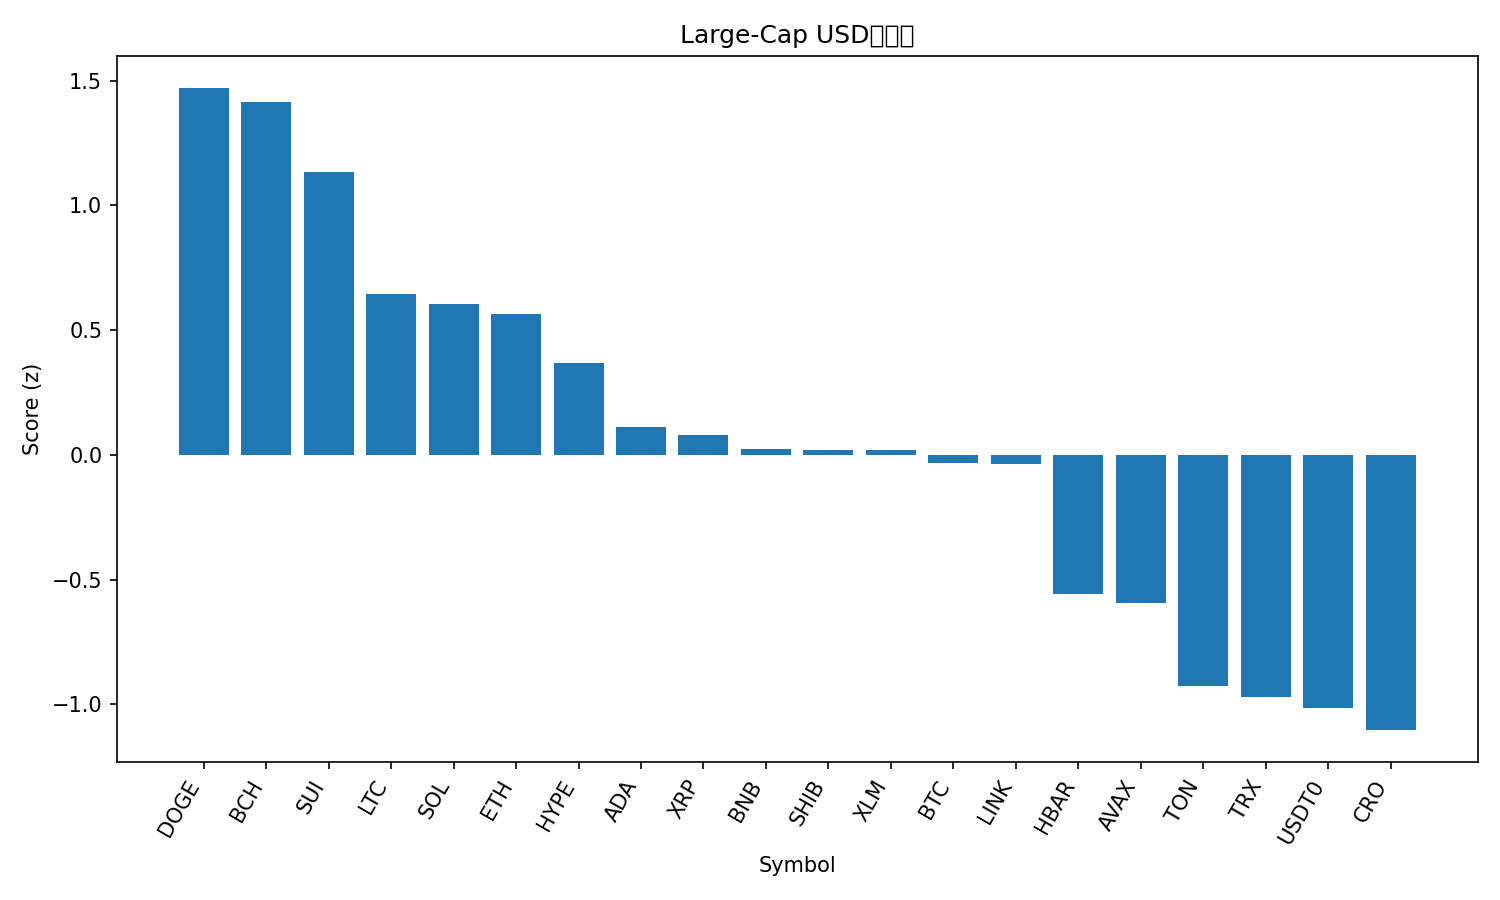 Large-Cap USD
Score (z)
1.5
1.0
0.5
0.0
−0.5
−1.0
DOGE
BCH
SUI
LTC
SOL
ETH
HYPE
ADA
XRP
BNB
SHIB
XLM
BTC
LINK
HBAR
AVAX
TON
TRX
USDT0
CRO
Symbol